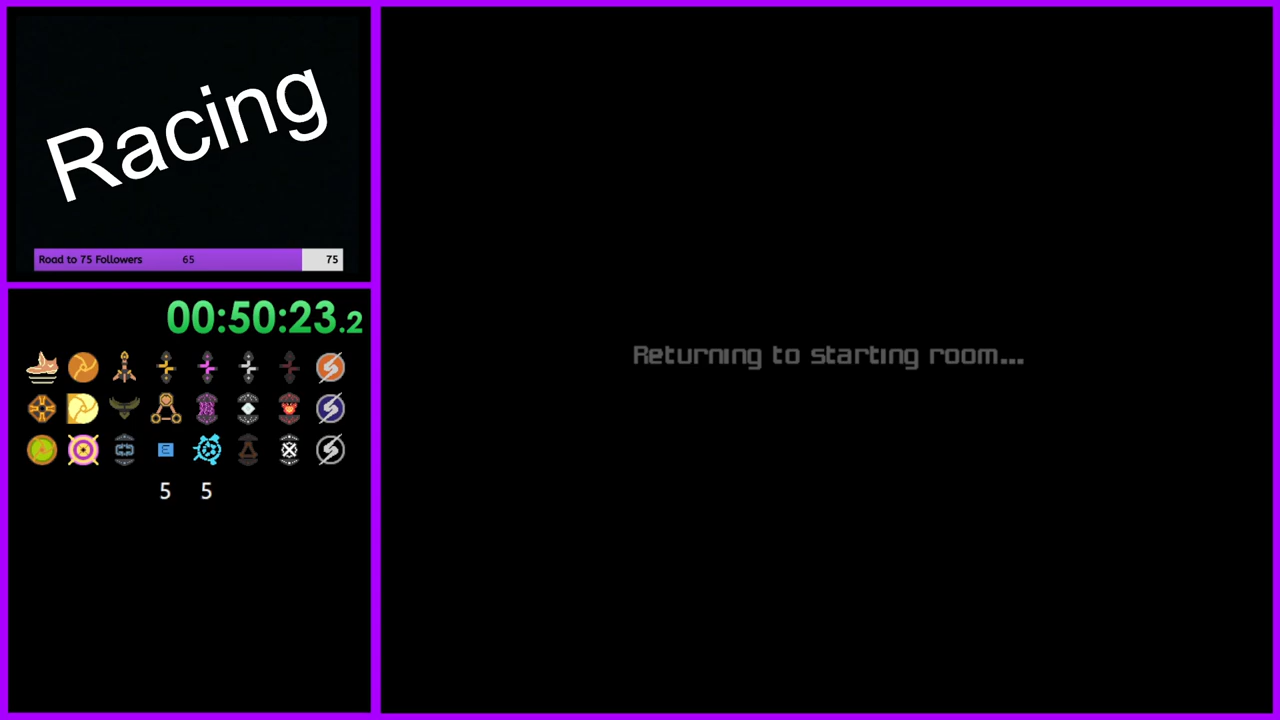 Racing
Road to 75 Followers 65 75
00:50:23.2
E
5 5
Returning to starting room...